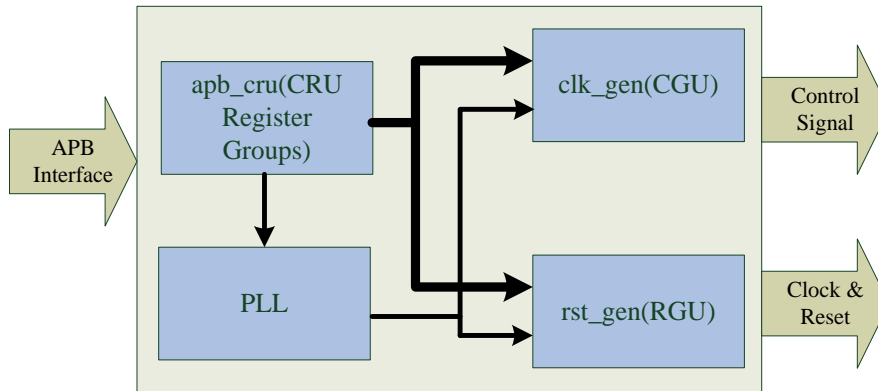 APB
Interface
apb_cru(CRU
Register
Groups)
PLL
clk_gen(CGU)
rst_gen(RGU)
Control
Signal
Clock &
Reset